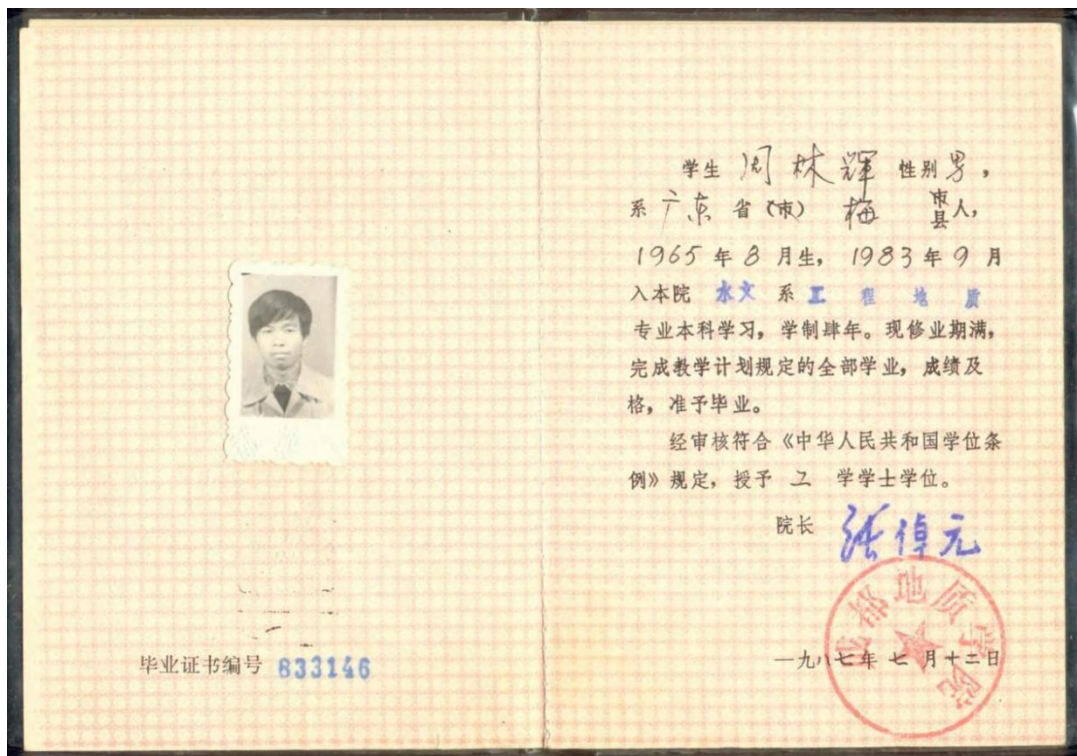 毕业证书编号 833146
学生 周林辉 性别 男，
系 广东 省（市） 梅 市县人，
1965 年 8 月生，1983 年 9 月
入本院 水文 系 工程地质
专业本科学习，学制肆年。现修业期满，
完成教学计划规定的全部学业，成绩及
格，准予毕业。
经审核符合《中华人民共和国学位条
例》规定，授予 工 学学士学位。
院长 张倬元
成都地质学院
一九八七年 七 月十二日